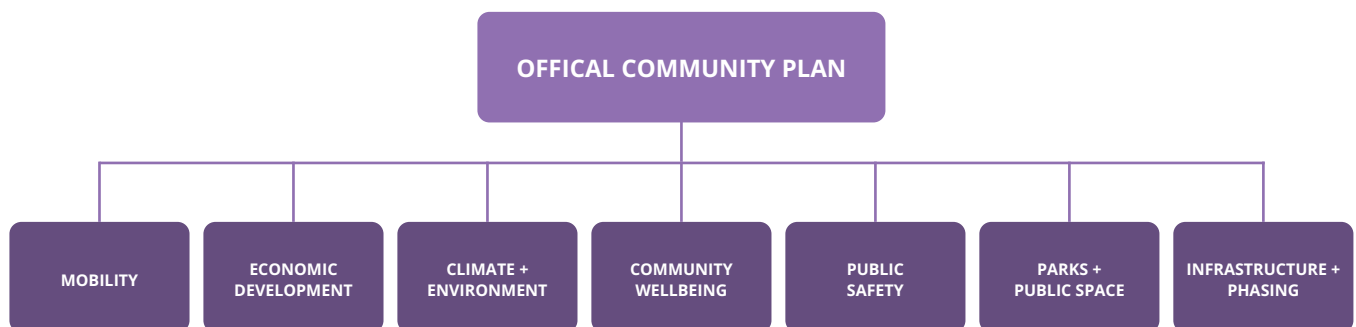 OFFICAL COMMUNITY PLAN
MOBILITY
ECONOMIC
DEVELOPMENT
CLIMATE +
ENVIRONMENT
COMMUNITY
WELLBEING
PUBLIC
SAFETY
PARKS +
PUBLIC SPACE
INFRASTRUCTURE +
PHASING